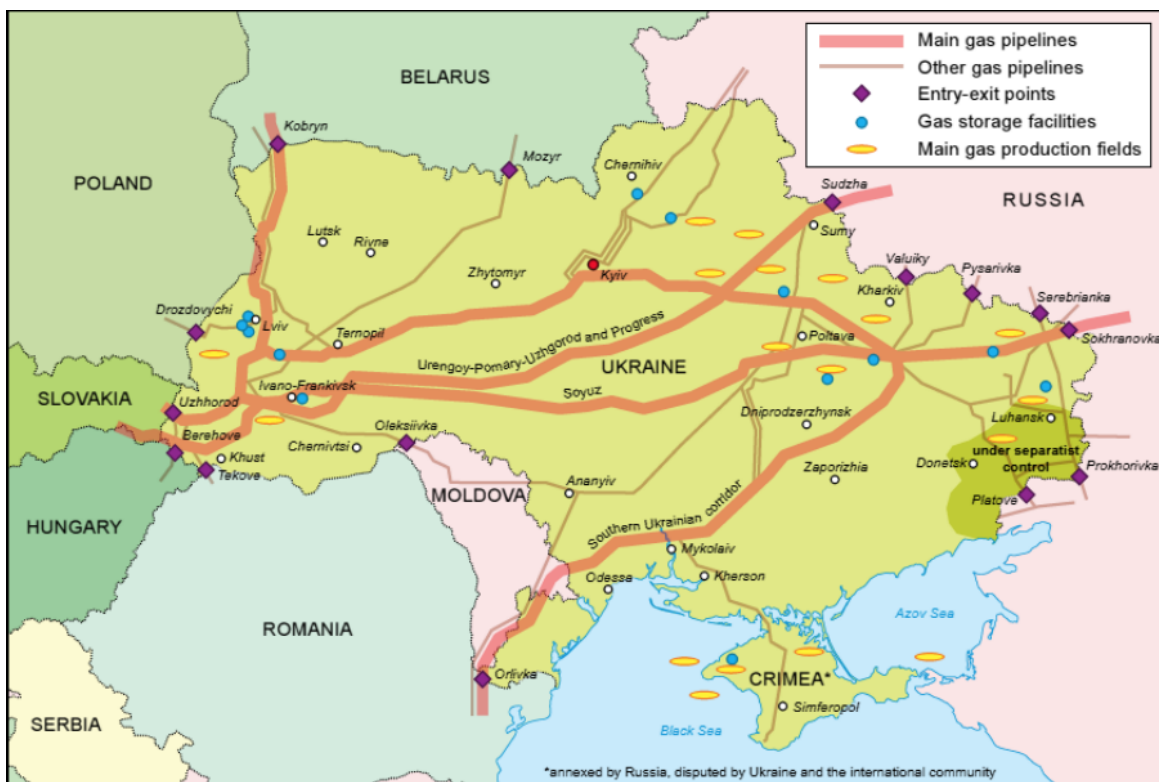 Main gas pipelines
Other gas pipelines
Entry-exit points
Gas storage facilities
Main gas production fields
BELARUS
POLAND
RUSSIA
Kobryn
Mozyr
Chernihiv
Sudzha
Sumy
Lutsk
Rivne
Zhytomyr
Kyiv
Valuiky
Pysarivka
Kharkiv
Serebrianka
Sokhranovka
Drozdovychi
Lviv
Ternopil
Poltava
Urengoy-Pomary-Uzhgorod and Progress
UKRAINE
SLOVAKIA
Ivano-Frankivsk
Uzhhorod
Soyuz
Dniprodzerzhynsk
Luhansk
Berehove
Oleksiivka
Chernivtsi
Khust
Tekove
under separatist
control
Donetsk
Zaporizhia
Prokhorivka
Platove
MOLDOVA
Ananyiv
HUNGARY
Southern Ukrainian corridor
Mykolaiv
Kherson
Odessa
Azov Sea
ROMANIA
Orlivka
CRIMEA*
Simferopol
SERBIA
Black Sea
*annexed by Russia, disputed by Ukraine and the international community